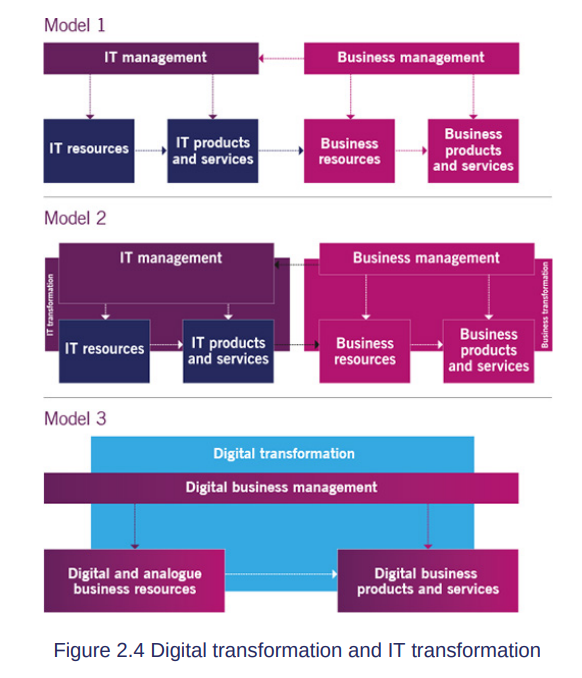 Model 1
IT management
Business management
IT resources
IT products
and services
Business
resources
Business
products
and services
Model 2
IT transformation
IT management
Business management
Business transformation
IT resources
IT products
and services
Business
resources
Business
products
and services
Model 3
Digital transformation
Digital business management
Digital and analogue
business resources
Digital business
products and services
Figure 2.4 Digital transformation and IT transformation